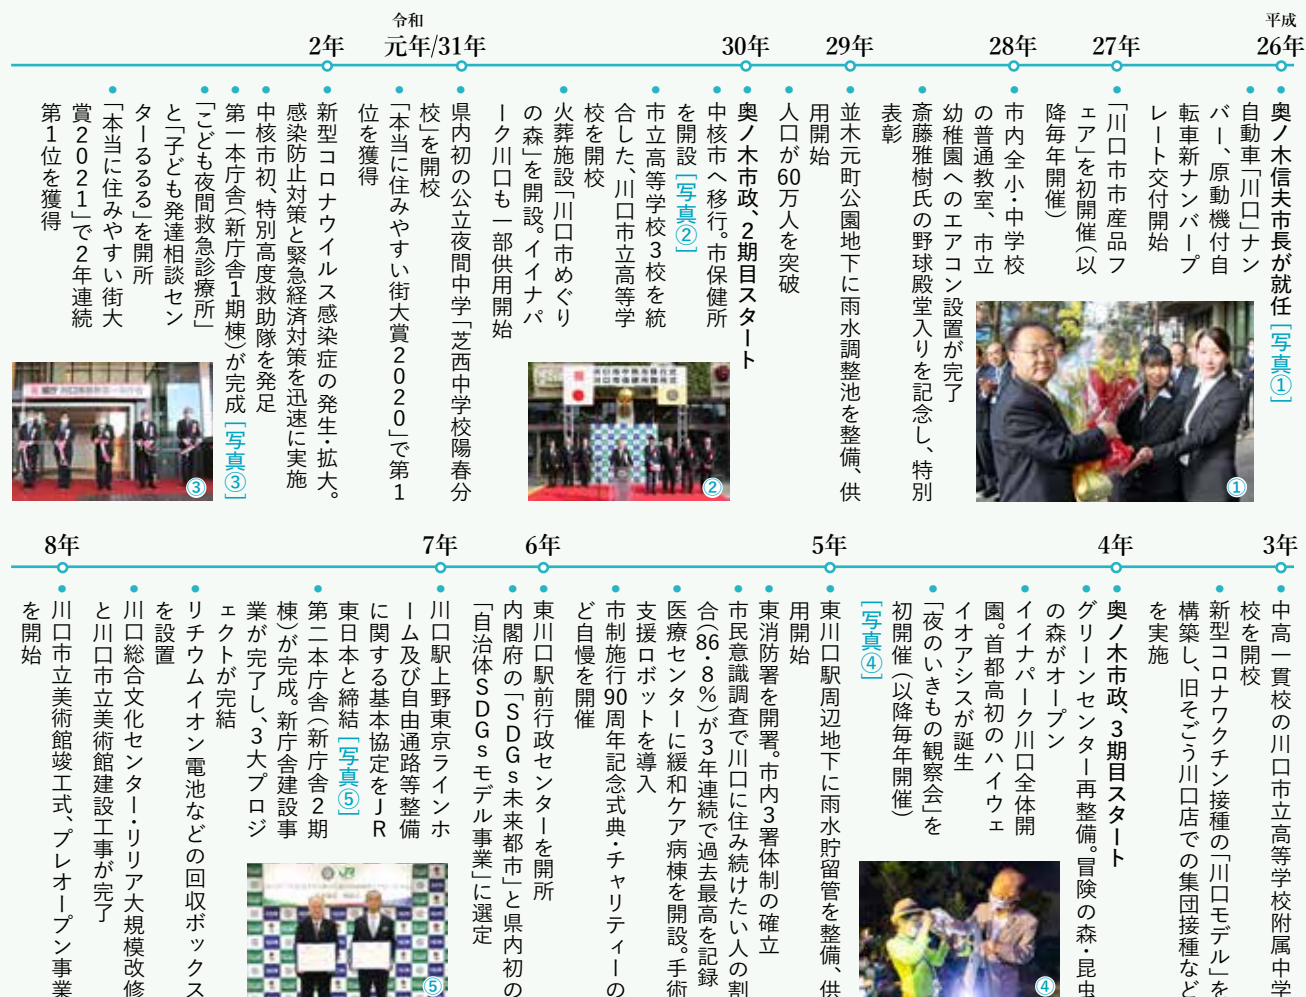 平成
26年
奥ノ木信夫市長が就任［写真①］
自動車「川口」ナン
バー、原動機付自
転車新ナンバープ
レート交付開始
27年
「川口市市産品フ
ェア」を初開催（以
降毎年開催）
28年
市内全小・中学校
の普通教室、市立
幼稚園へのエアコン設置が完了
斎藤雅樹氏の野球殿堂入りを記念し、特別
表彰
29年
並木元町公園地下に雨水調整池を整備、供
用開始
人口が60万人を突破
30年
奥ノ木市政、2期目スタート
中核市へ移行。市保健所
を開設［写真②］
市立高等学校3校を統
合した、川口市立高等学
校を開校
火葬施設「川口市めぐり
の森」を開設。イイナパ
ーク川口も一部供用開始
令和
元年/31年
県内初の公立夜間中学「芝西中学校陽春分
校」を開校
「本当に住みやすい街大賞2020」で第1
位を獲得
2年
新型コロナウイルス感染症の発生・拡大。
感染防止対策と緊急経済対策を迅速に実施
中核市初、特別高度救助隊を発足
第一本庁舎（新庁舎1期棟）が完成［写真③］
「こども夜間救急診療所」
と「子ども発達相談セン
ターるるる」を開所
「本当に住みやすい街大
賞2021」で2年連続
第1位を獲得
①
②
③
3年
中高一貫校の川口市立高等学校附属中学
校を開校
新型コロナワクチン接種の「川口モデル」を
構築し、旧そごう川口店での集団接種など
を実施
4年
奥ノ木市政、3期目スタート
グリーンセンター再整備。冒険の森・昆虫
の森がオープン
イイナパーク川口全体開
園。首都高初のハイウェ
イオアシスが誕生
「夜のいきもの観察会」を
初開催（以降毎年開催）
［写真④］
5年
東川口駅周辺地下に雨水貯留管を整備、供
用開始
東消防署を開署。市内3署体制の確立
市民意識調査で川口に住み続けたい人の割
合（86・8％）が3年連続で過去最高を記録
医療センターに緩和ケア病棟を開設。手術
支援ロボットを導入
市制施行90周年記念式典・チャリティーの
ど自慢を開催
6年
東川口駅前行政センターを開所
内閣府の「SDGs未来都市」と県内初の
「自治体SDGsモデル事業」に選定
7年
川口駅上野東京ラインホ
ーム及び自由通路等整備
に関する基本協定をJR
東日本と締結［写真⑤］
第二本庁舎（新庁舎2期
棟）が完成。新庁舎建設事
業が完了し、3大プロジ
ェクトが完結
リチウムイオン電池などの回収ボックス
を設置
川口総合文化センター・リリア大規模改修
と川口市立美術館建設工事が完了
8年
川口市立美術館竣工式、プレオープン事業
を開始
④
⑤
JR